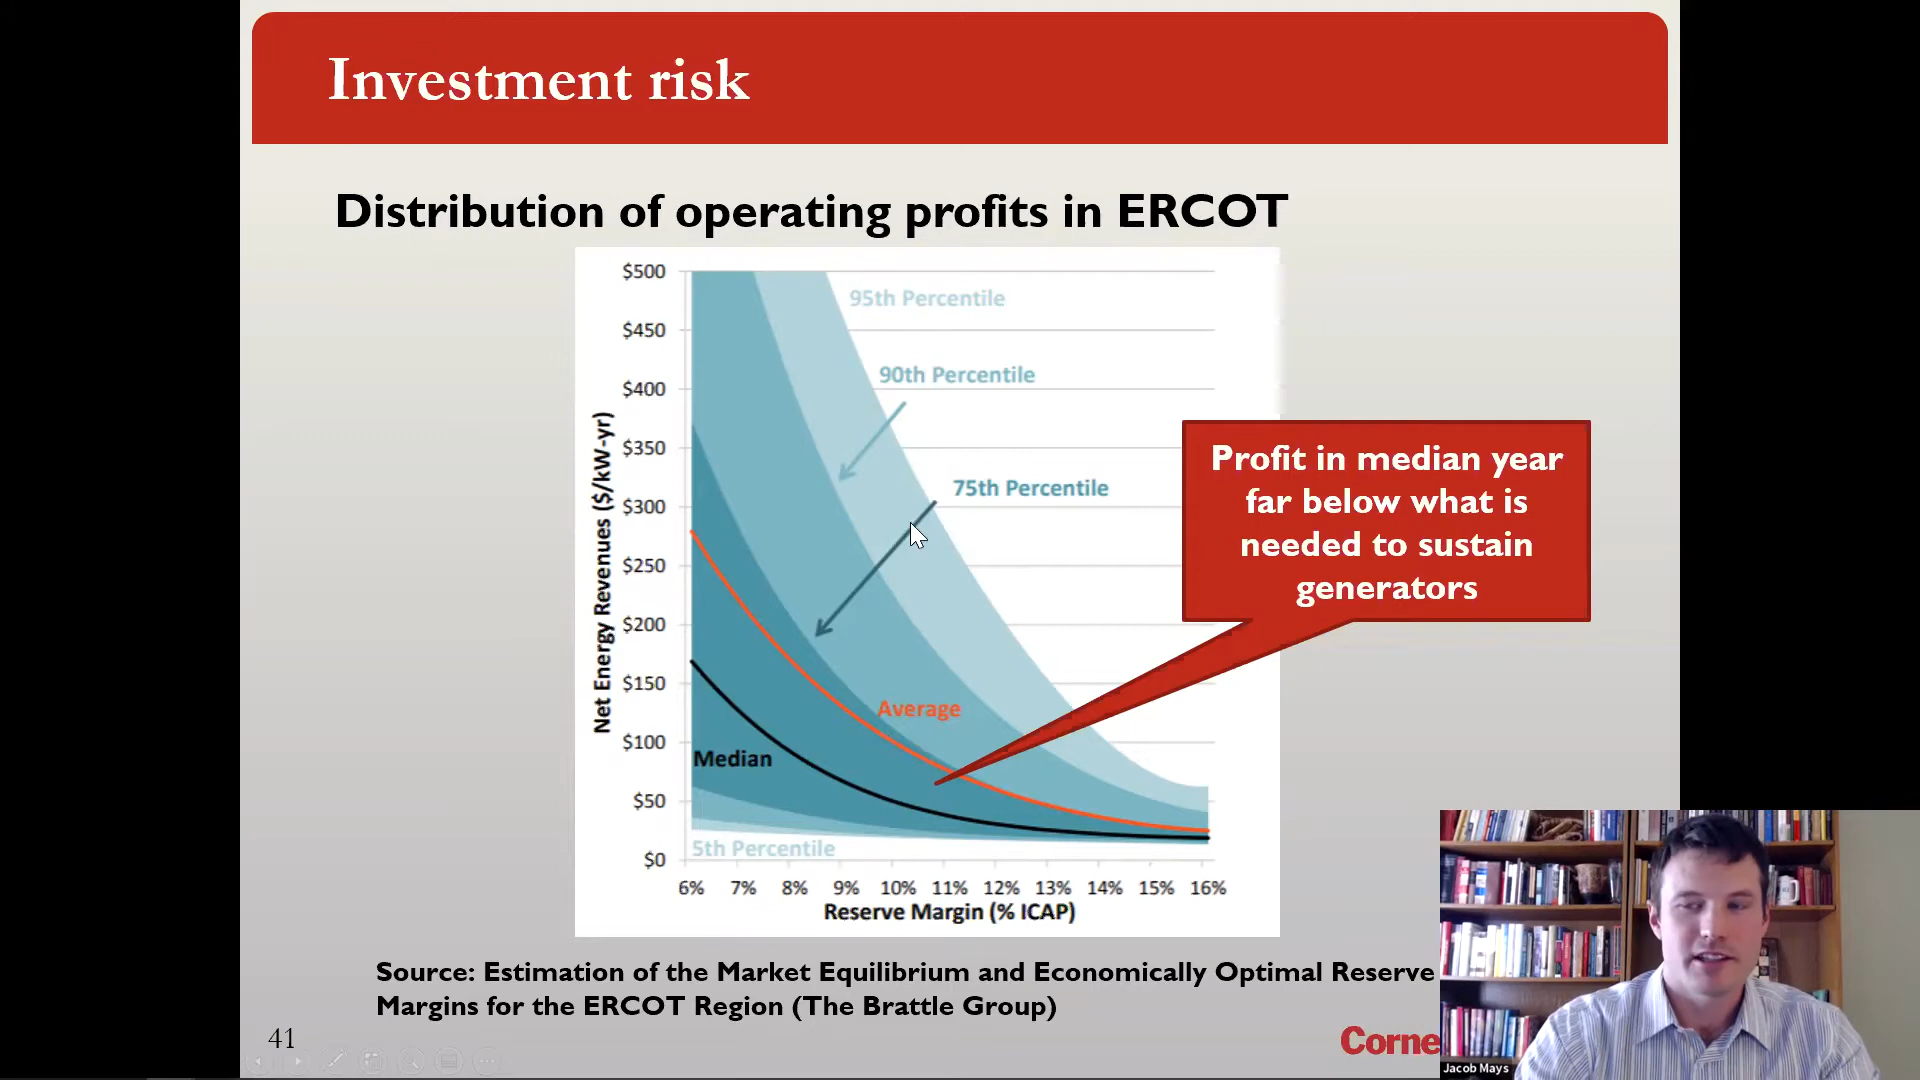 Investment risk
Distribution of operating profits in ERCOT
$500
$450
$400
$350
$300
$250
$200
$150
$100
$50
$0
Net Energy Revenues ($/kW-yr)
95th Percentile
90th Percentile
75th Percentile
Average
Median
5th Percentile
6% 7% 8% 9% 10% 11% 12% 13% 14% 15% 16%
Reserve Margin (% ICAP)
Profit in median year
far below what is
needed to sustain
generators
Source: Estimation of the Market Equilibrium and Economically Optimal Reserve
Margins for the ERCOT Region (The Brattle Group)
41
Corne
Jacob Mays